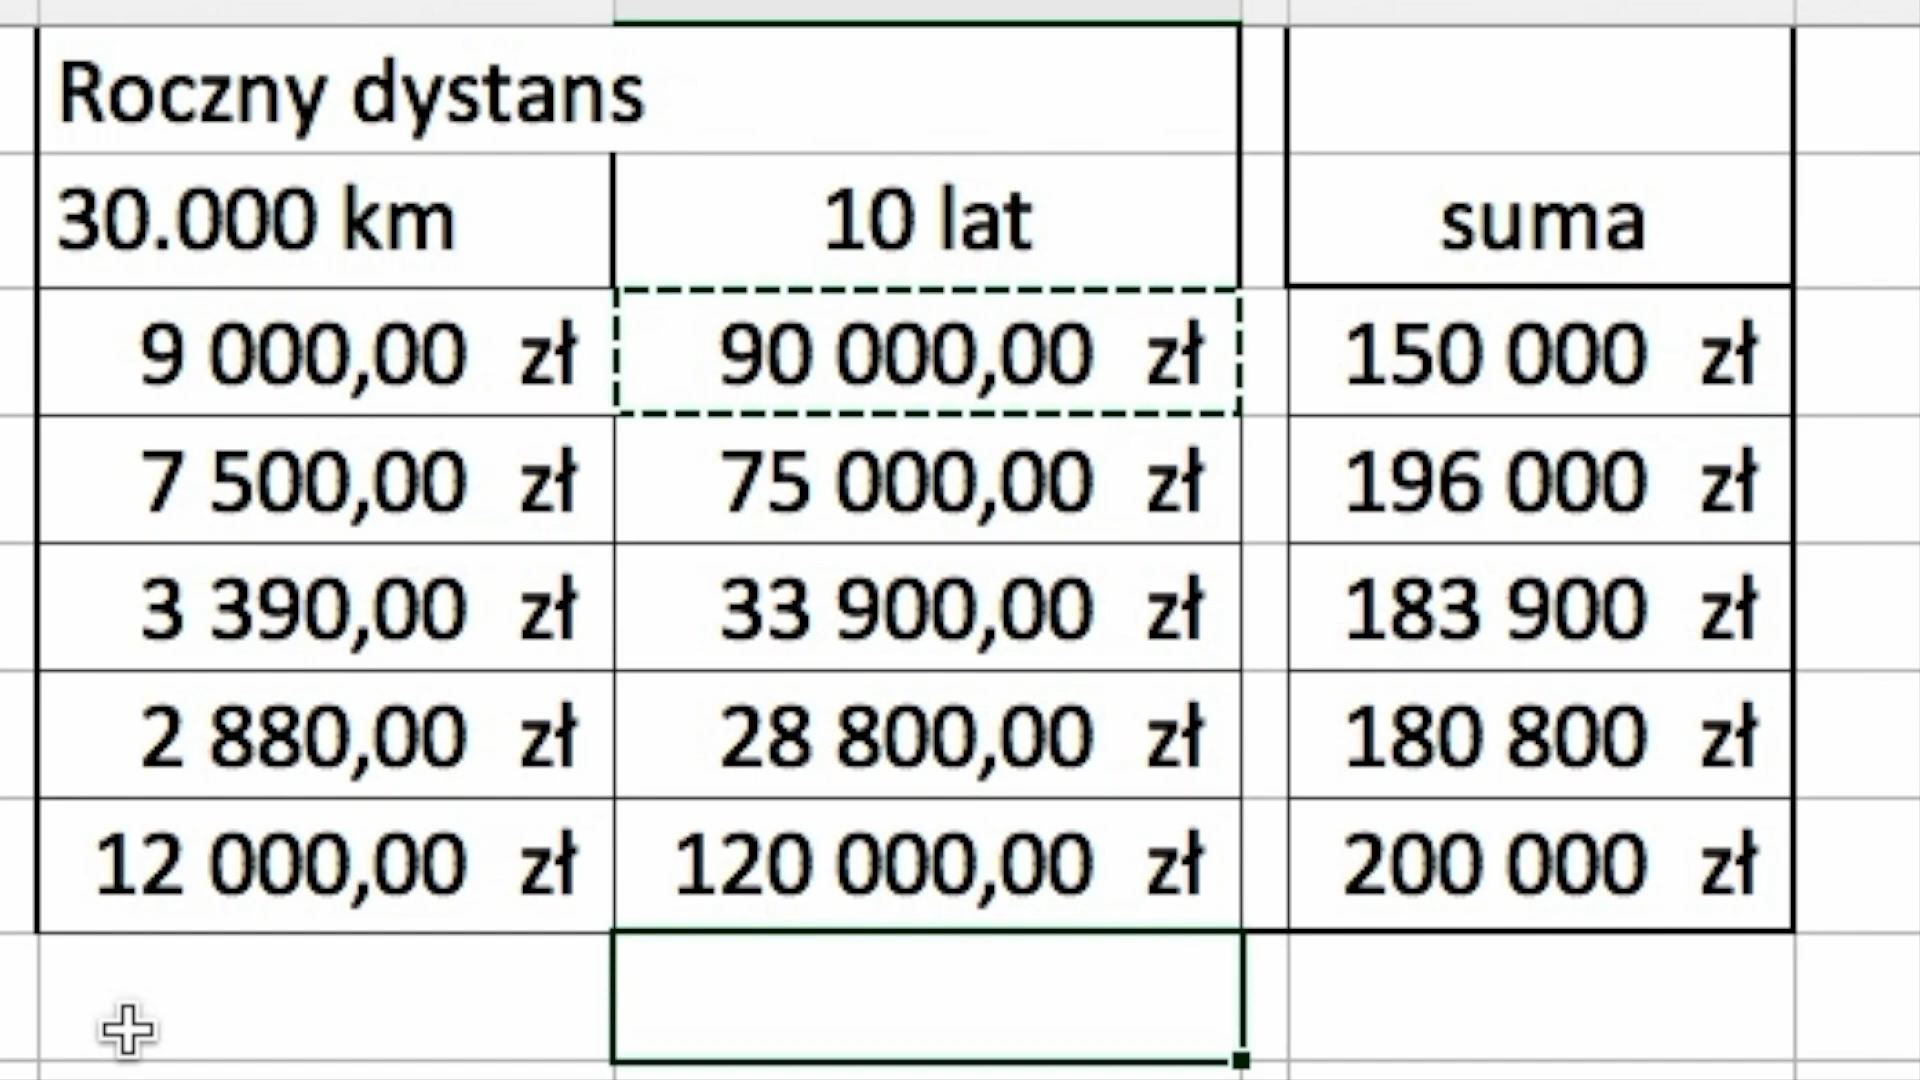 Roczny dystans
30.000 km 10 lat suma
9 000,00 zł 90 000,00 zł 150 000 zł
7 500,00 zł 75 000,00 zł 196 000 zł
3 390,00 zł 33 900,00 zł 183 900 zł
2 880,00 zł 28 800,00 zł 180 800 zł
12 000,00 zł 120 000,00 zł 200 000 zł